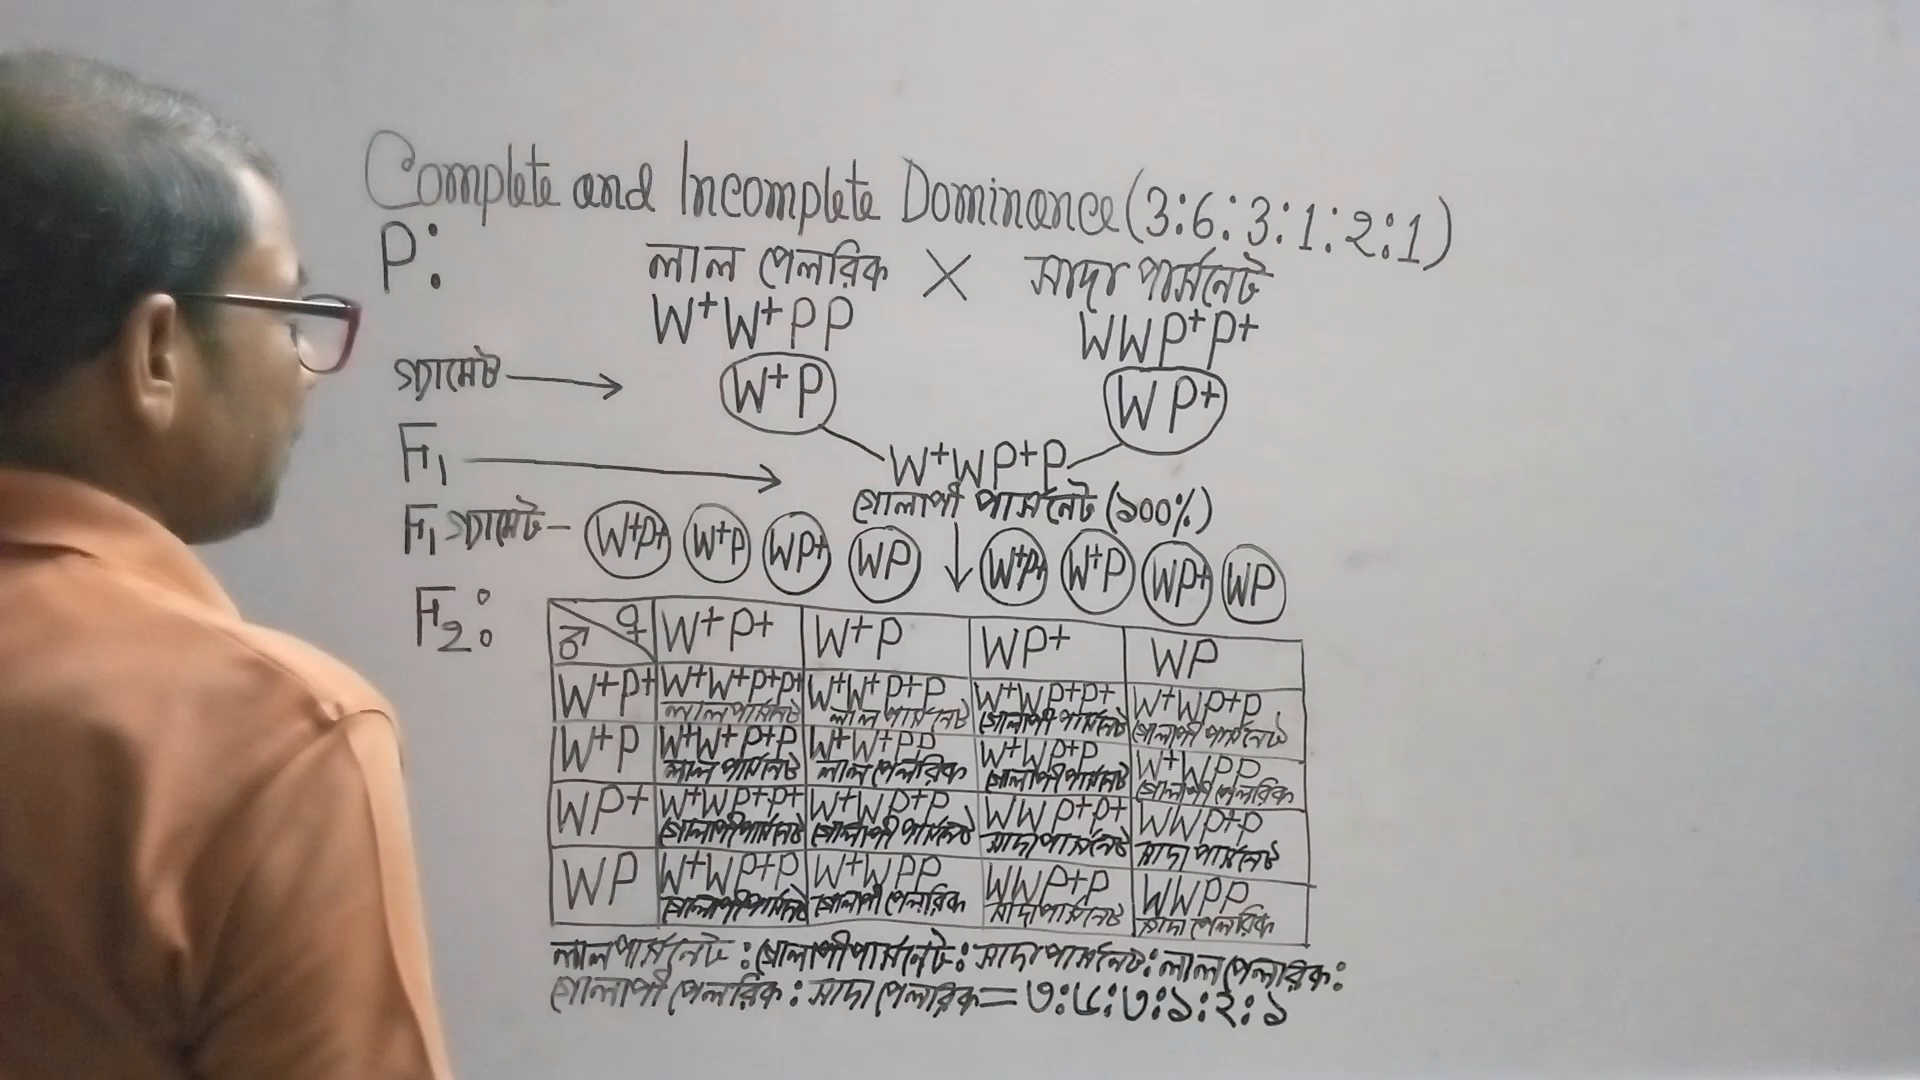 Complete and Incomplete Dominance (3:6:3:1:2:1)
P:
লাল পেলরিক × সাদা পার্সনেট
W+W+PP WWP+P+
গ্যামেট → W+P WP+
F1 → W+WP+P
গোলাপী পার্সনেট (১০০%)
F1 গ্যামেট- W+P+ W+P WP+ WP ↓ W+P+ W+P WP+ WP
F2:
♂ ♀ W+P+ W+P WP+ WP
W+P+ W+W+P+P+ W+W+P+P W+WP+P+ W+WP+P
লাল পার্সনেট লাল পার্সনেট গোলাপী পার্সনেট গোলাপী পার্সনেট
W+P W+W+P+P W+W+PP W+WP+P W+WPP
লাল পার্সনেট লাল পেলরিক গোলাপী পার্সনেট গোলাপী পেলরিক
WP+ W+WP+P+ W+WP+P WWP+P+ WWP+P
গোলাপী পার্সনেট গোলাপী পার্সনেট সাদা পার্সনেট সাদা পার্সনেট
WP W+WP+P W+WPP WWP+P WWPP
গোলাপী পার্সনেট গোলাপী পেলরিক সাদা পার্সনেট সাদা পেলরিক
লাল পার্সনেট : গোলাপী পার্সনেট : সাদা পার্সনেট : লাল পেলরিক :
গোলাপী পেলরিক : সাদা পেলরিক = ৩:৬:৩:১:২:১